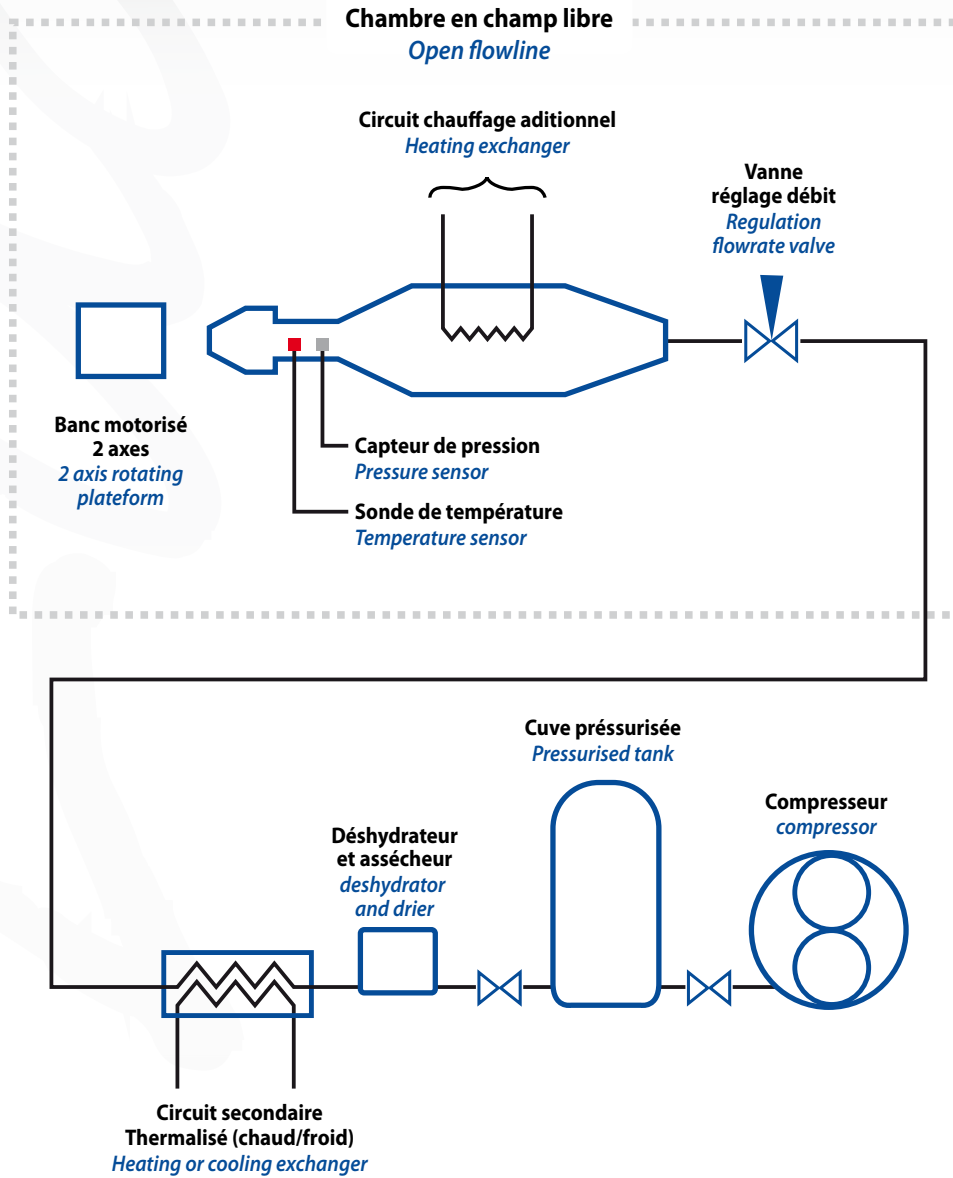 Chambre en champ libre
Open flowline
Circuit chauffage aditionnel
Heating exchanger
Vanne
réglage débit
Regulation
flowrate valve
Banc motorisé
2 axes
2 axis rotating
plateform
Capteur de pression
Pressure sensor
Sonde de température
Temperature sensor
Cuve préssurisée
Pressurised tank
Compresseur
compressor
Déshydrateur
et assécheur
deshydrator
and drier
Circuit secondaire
Thermalisé (chaud/froid)
Heating or cooling exchanger